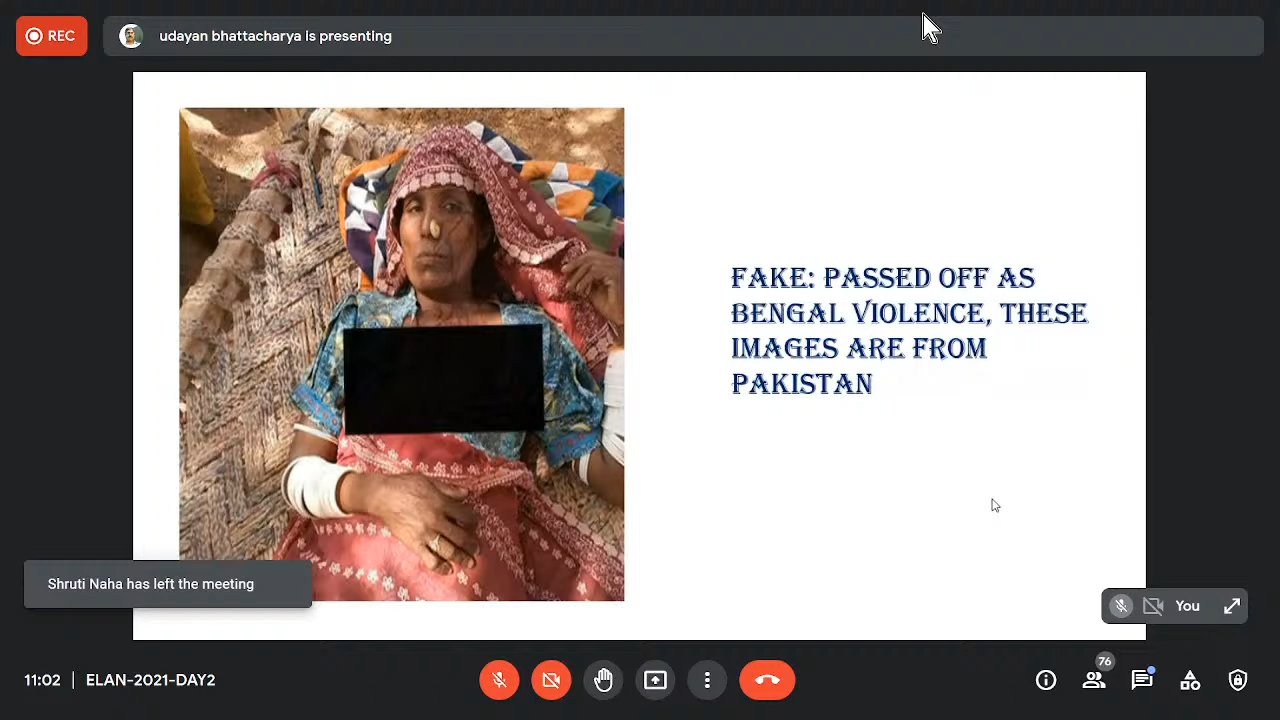 REC
udayan bhattacharya is presenting
FAKE: PASSED OFF AS
BENGAL VIOLENCE, THESE
IMAGES ARE FROM
PAKISTAN
Shruti Naha has left the meeting
You
11:02 | ELAN-2021-DAY2
76